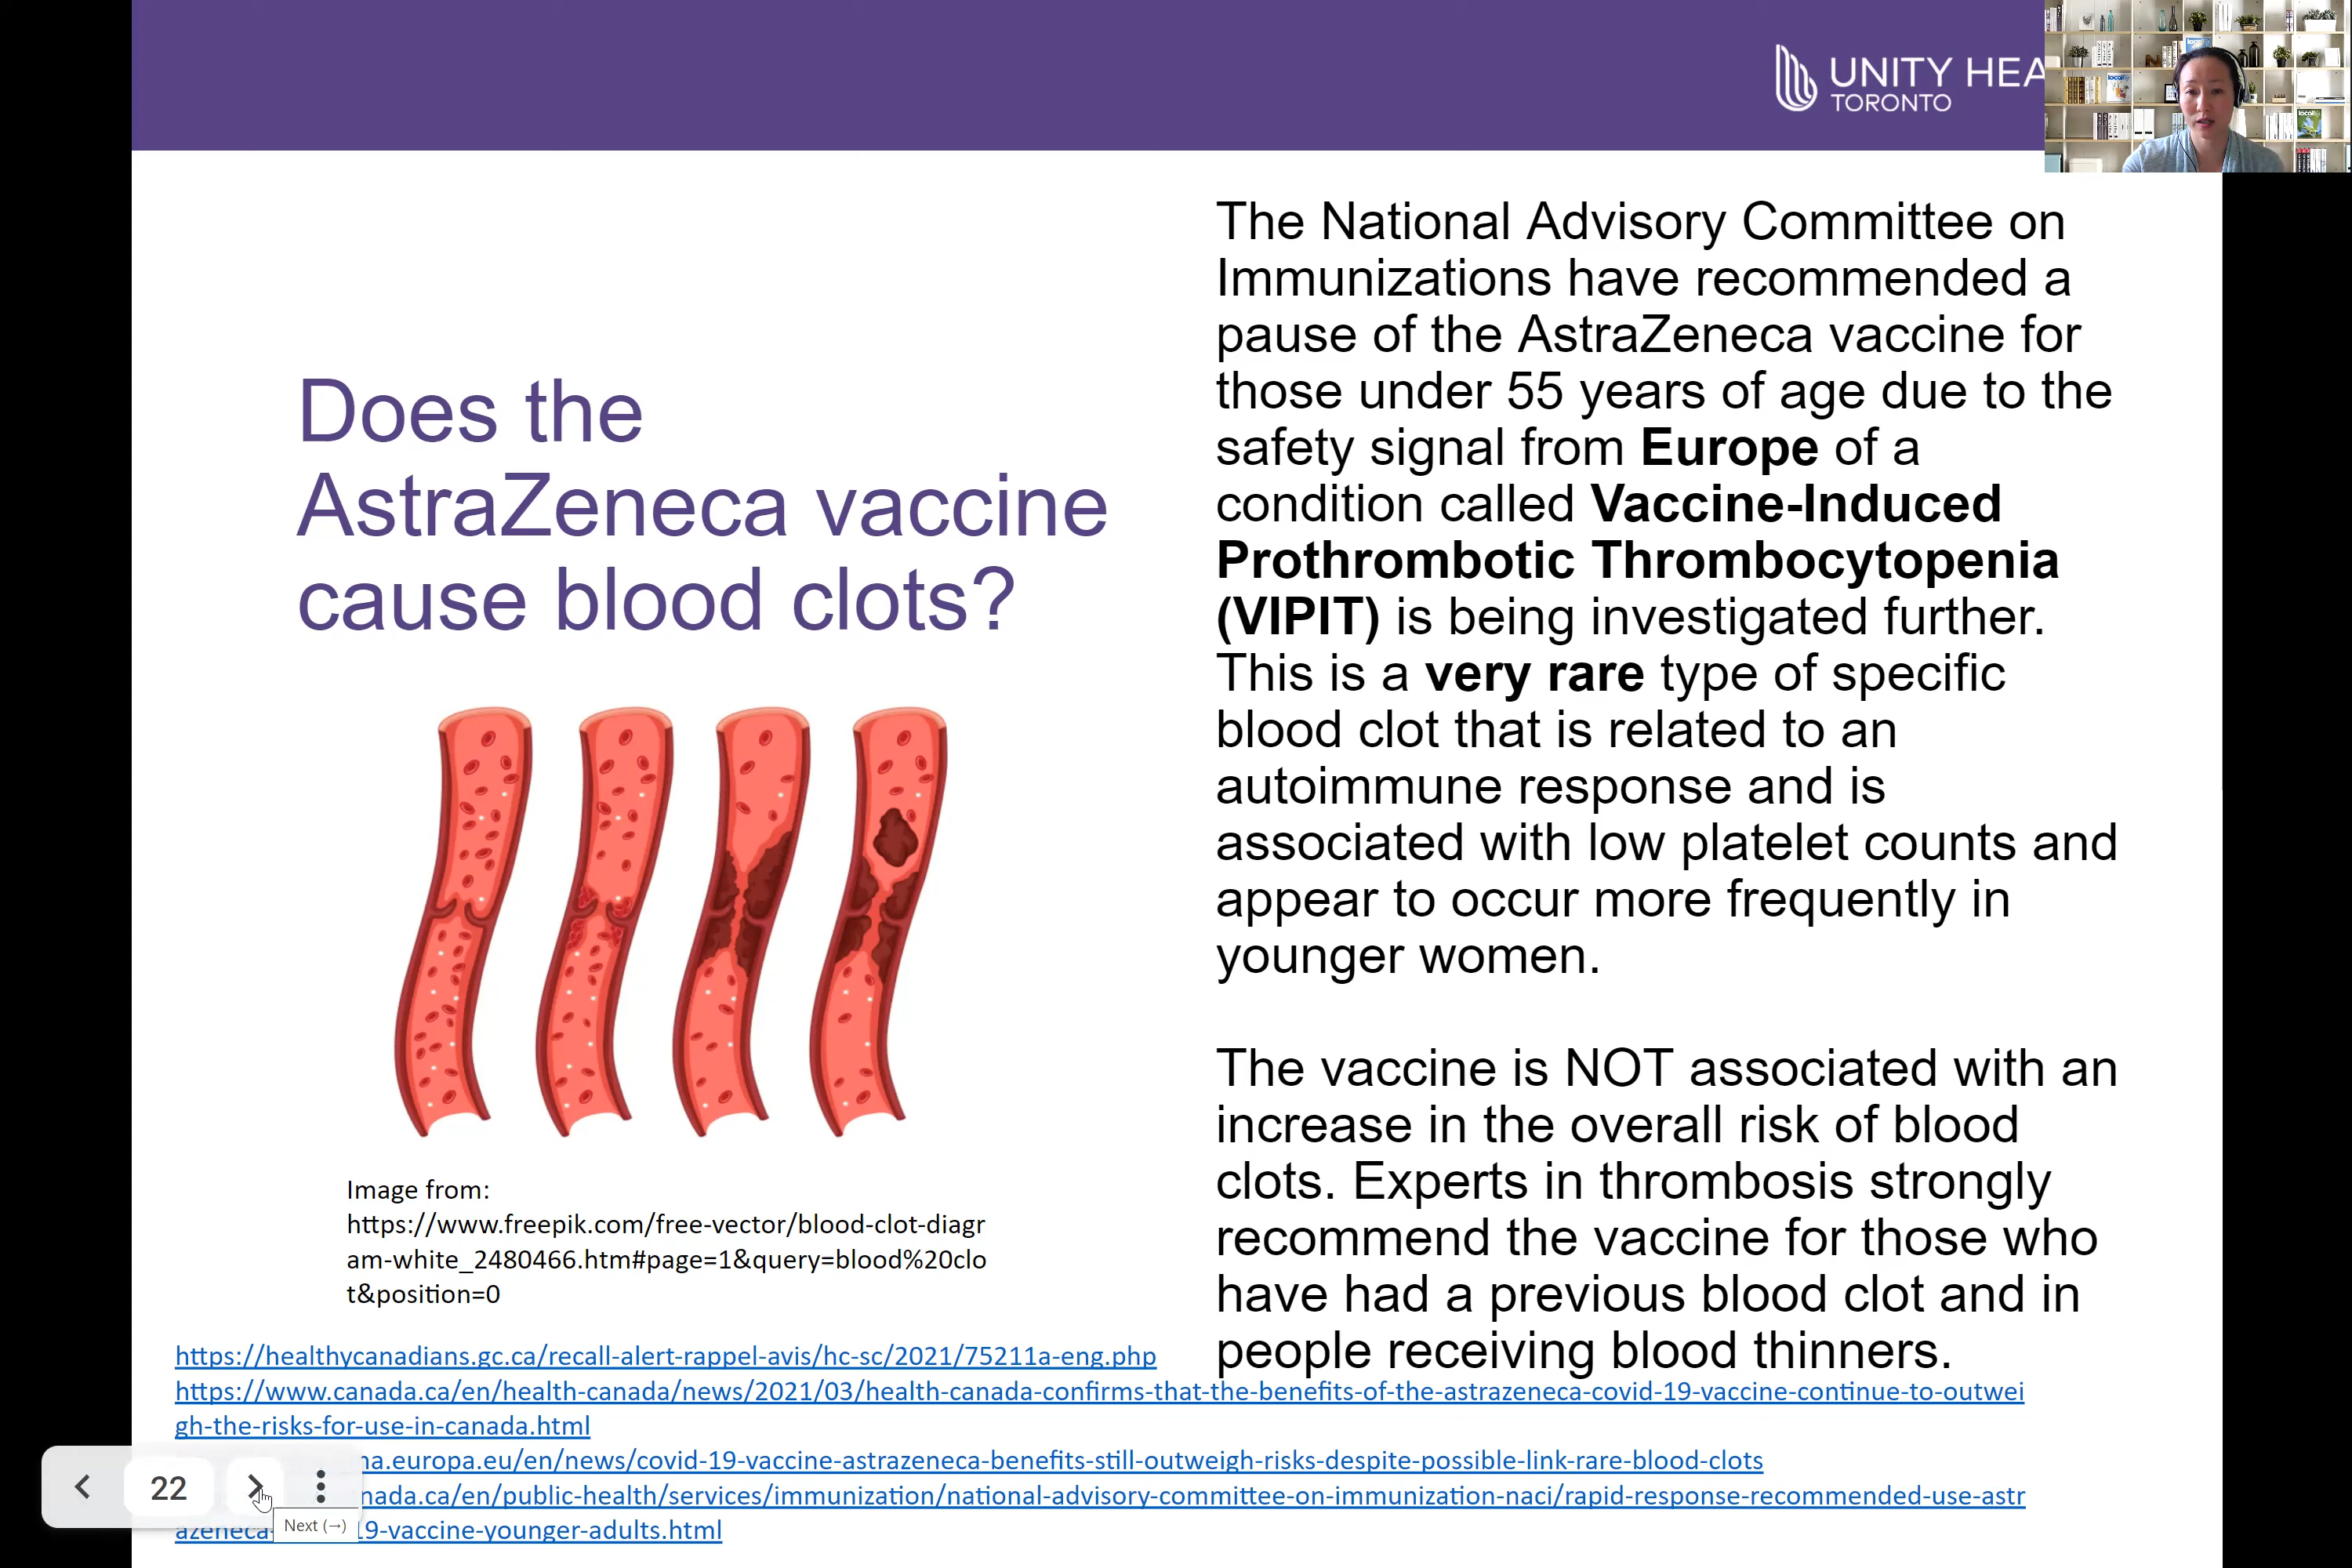 UNITY HEA
TORONTO
Does the
AstraZeneca vaccine
cause blood clots?
Image from:
https://www.freepik.com/free-vector/blood-clot-diagr
am-white_2480466.htm#page=1&query=blood%20clo
t&position=0
The National Advisory Committee on
Immunizations have recommended a
pause of the AstraZeneca vaccine for
those under 55 years of age due to the
safety signal from Europe of a
condition called Vaccine-Induced
Prothrombotic Thrombocytopenia
(VIPIT) is being investigated further.
This is a very rare type of specific
blood clot that is related to an
autoimmune response and is
associated with low platelet counts and
appear to occur more frequently in
younger women.
The vaccine is NOT associated with an
increase in the overall risk of blood
clots. Experts in thrombosis strongly
recommend the vaccine for those who
have had a previous blood clot and in
people receiving blood thinners.
https://healthycanadians.gc.ca/recall-alert-rappel-avis/hc-sc/2021/75211a-eng.php
https://www.canada.ca/en/health-canada/news/2021/03/health-canada-confirms-that-the-benefits-of-the-astrazeneca-covid-19-vaccine-continue-to-outwei
gh-the-risks-for-use-in-canada.html
ma.europa.eu/en/news/covid-19-vaccine-astrazeneca-benefits-still-outweigh-risks-despite-possible-link-rare-blood-clots
nada.ca/en/public-health/services/immunization/national-advisory-committee-on-immunization-naci/rapid-response-recommended-use-astr
azeneca- 19-vaccine-younger-adults.html
22
Next (→)